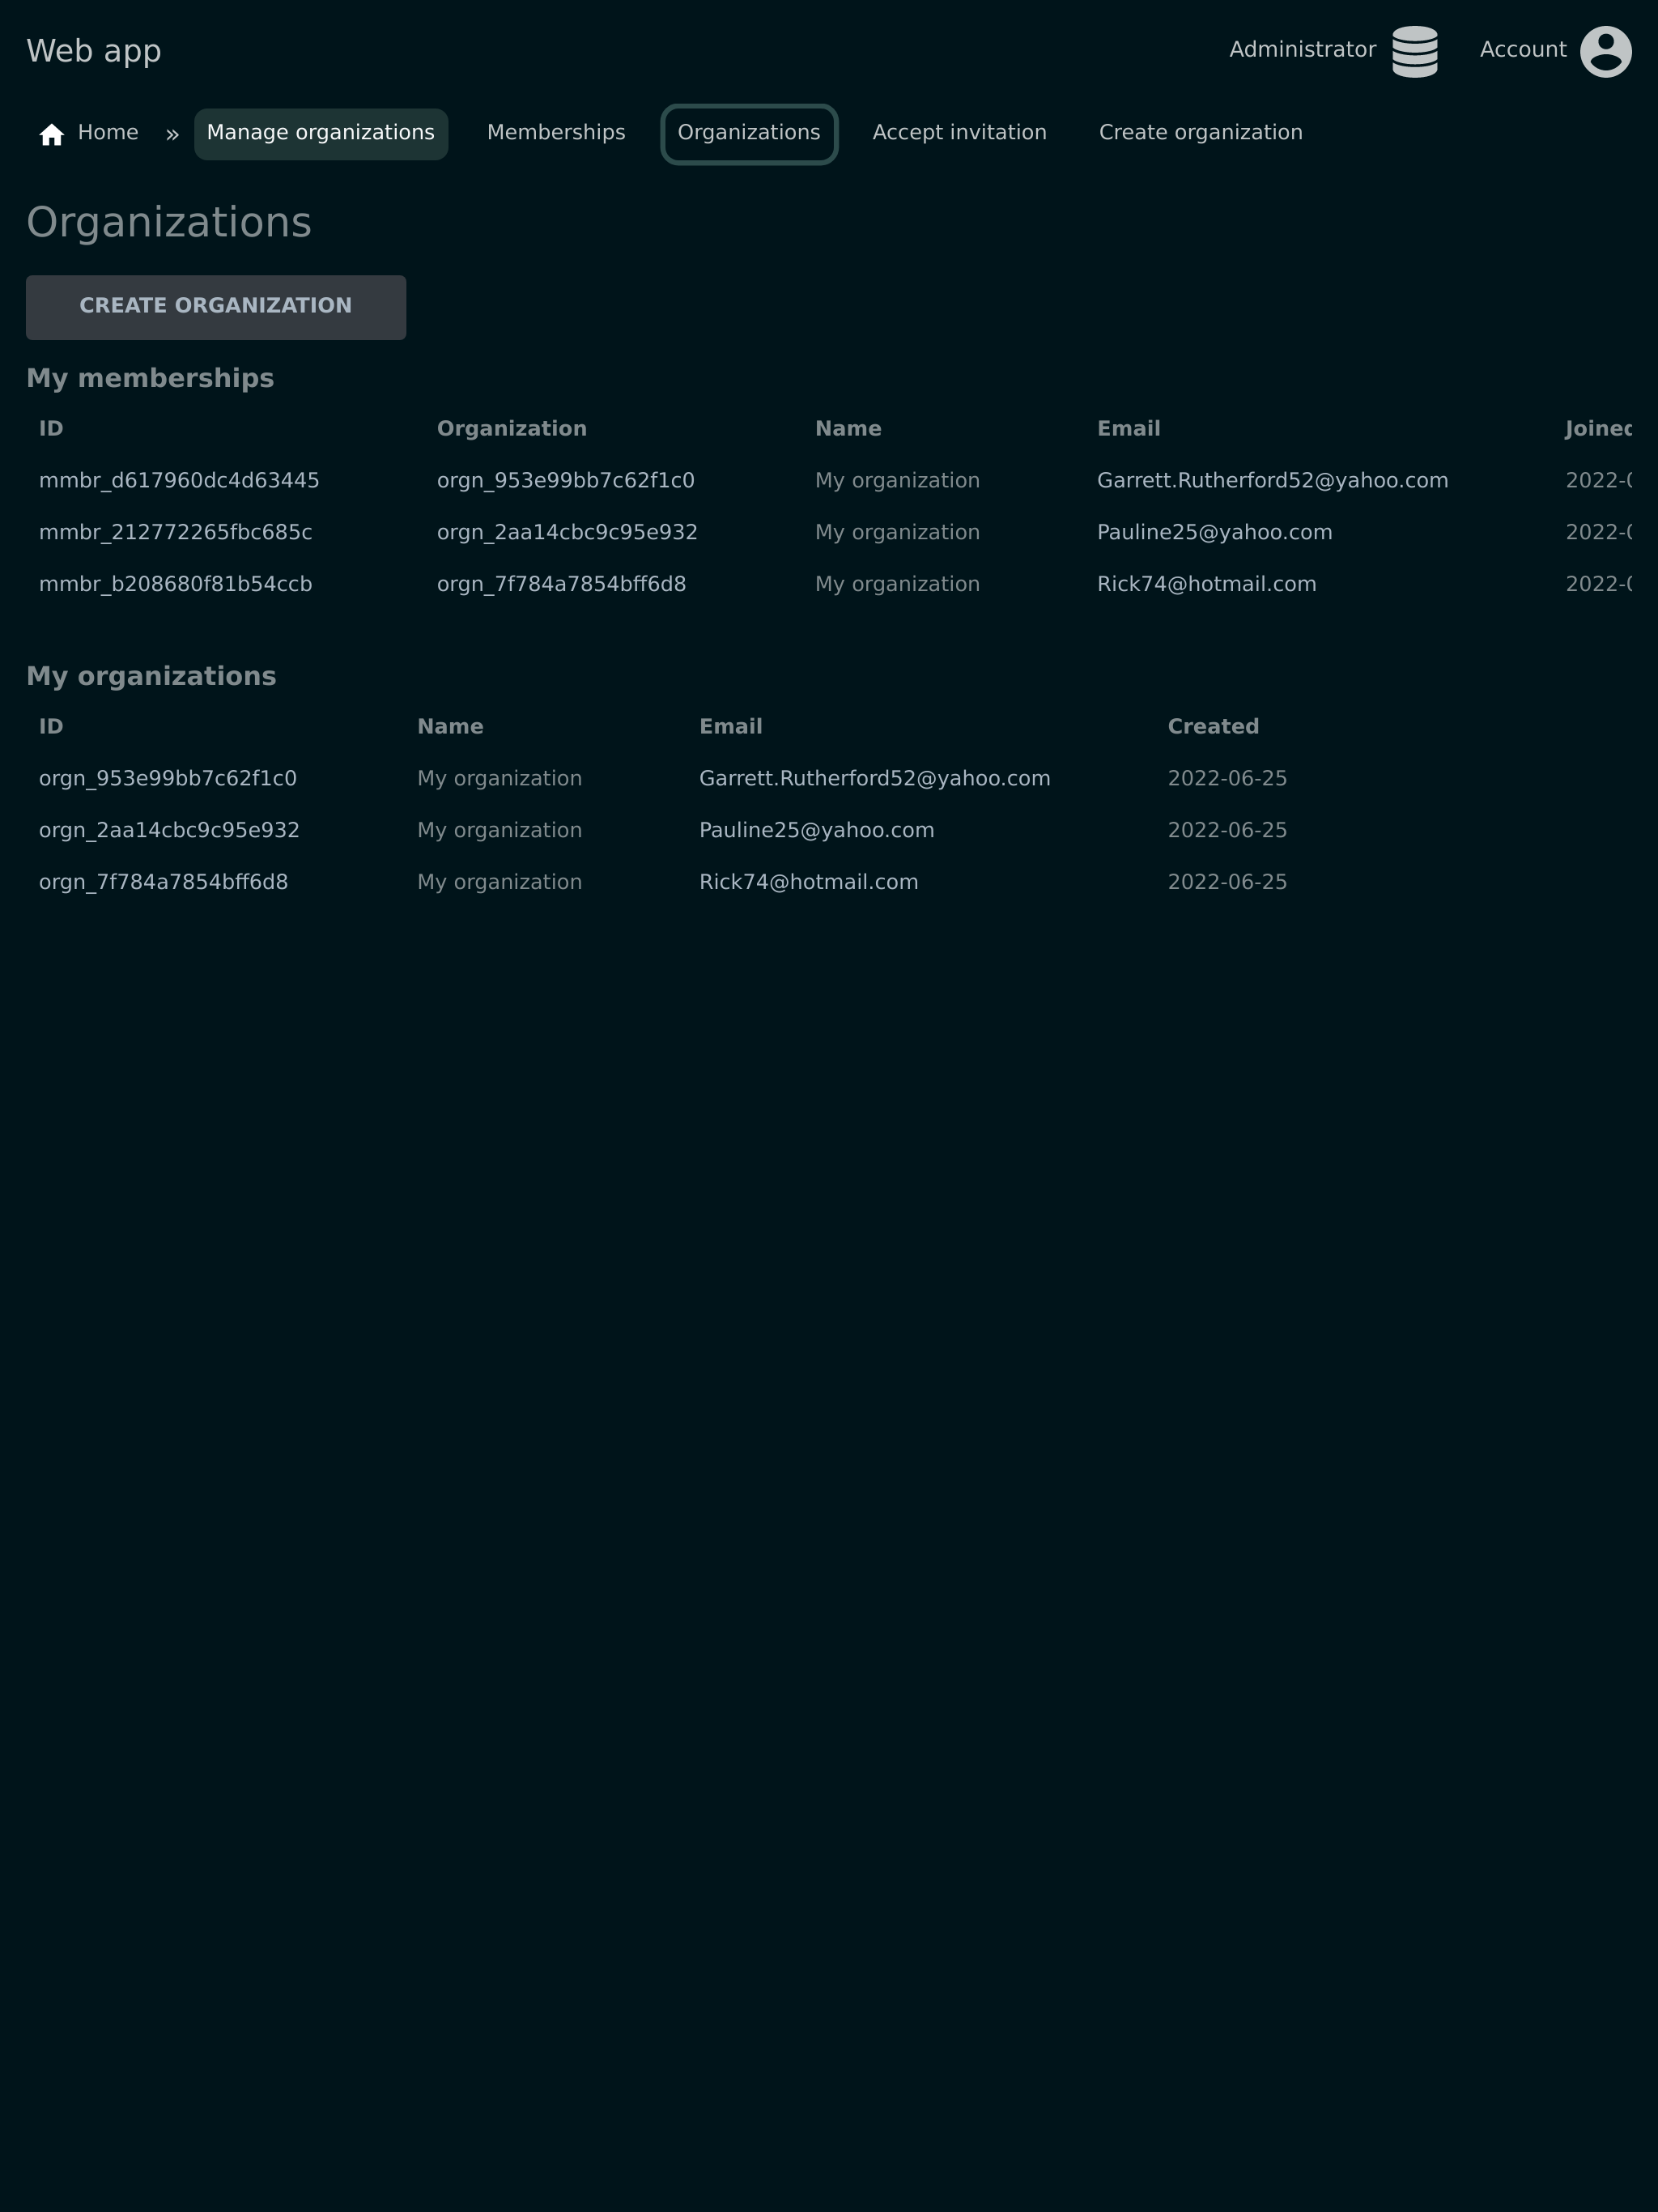 Web app
Administrator Account
Home » Manage organizations Memberships Organizations Accept invitation Create organization
Organizations
CREATE ORGANIZATION
My memberships
ID Organization Name Email Joined
mmbr_d617960dc4d63445 orgn_953e99bb7c62f1c0 My organization Garrett.Rutherford52@yahoo.com 2022-0
mmbr_212772265fbc685c orgn_2aa14cbc9c95e932 My organization Pauline25@yahoo.com 2022-0
mmbr_b208680f81b54ccb orgn_7f784a7854bff6d8 My organization Rick74@hotmail.com 2022-0
My organizations
ID Name Email Created
orgn_953e99bb7c62f1c0 My organization Garrett.Rutherford52@yahoo.com 2022-06-25
orgn_2aa14cbc9c95e932 My organization Pauline25@yahoo.com 2022-06-25
orgn_7f784a7854bff6d8 My organization Rick74@hotmail.com 2022-06-25